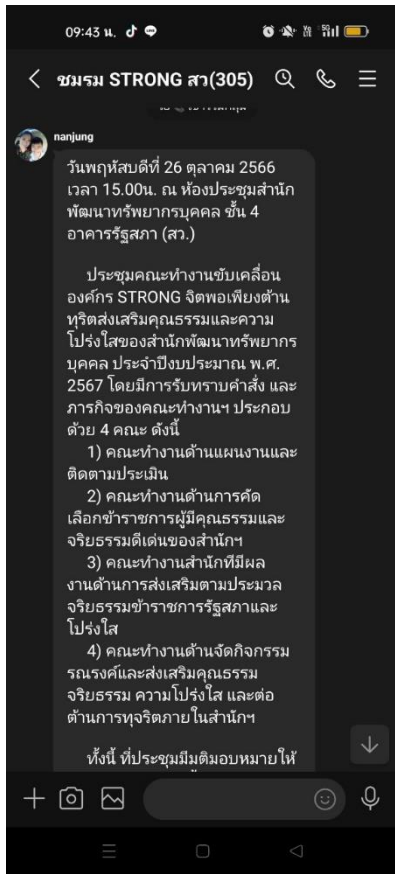 09:43 น.
ชมรม STRONG สว(305)
nanjung
วันพฤหัสบดีที่ 26 ตุลาคม 2566
เวลา 15.00น. ณ ห้องประชุมสำนัก
พัฒนาทรัพยากรบุคคล ชั้น 4
อาคารรัฐสภา (สว.)
ประชุมคณะทำงานขับเคลื่อน
องค์กร STRONG จิตพอเพียงต้าน
ทุริตส่งเสริมคุณธรรมและความ
โปร่งใสของสำนักพัฒนาทรัพยากร
บุคคล ประจำปีงบประมาณ พ.ศ.
2567 โดยมีการรับทราบคำสั่ง และ
ภารกิจของคณะทำงานฯ ประกอบ
ด้วย 4 คณะ ดังนี้
1) คณะทำงานด้านแผนงานและ
ติดตามประเมิน
2) คณะทำงานด้านการคัด
เลือกข้าราชการผู้มีคุณธรรมและ
จริยธรรมดีเด่นของสำนักฯ
3) คณะทำงานสำนักที่มีผล
งานด้านการส่งเสริมตามประมวล
จริยธรรมข้าราชการรัฐสภาและ
โปร่งใส
4) คณะทำงานด้านจัดกิจกรรม
รณรงค์และส่งเสริมคุณธรรม
จริยธรรม ความโปร่งใส และต่อ
ต้านการทุจริตภายในสำนักฯ
ทั้งนี้ ที่ประชุมมีมติมอบหมายให้